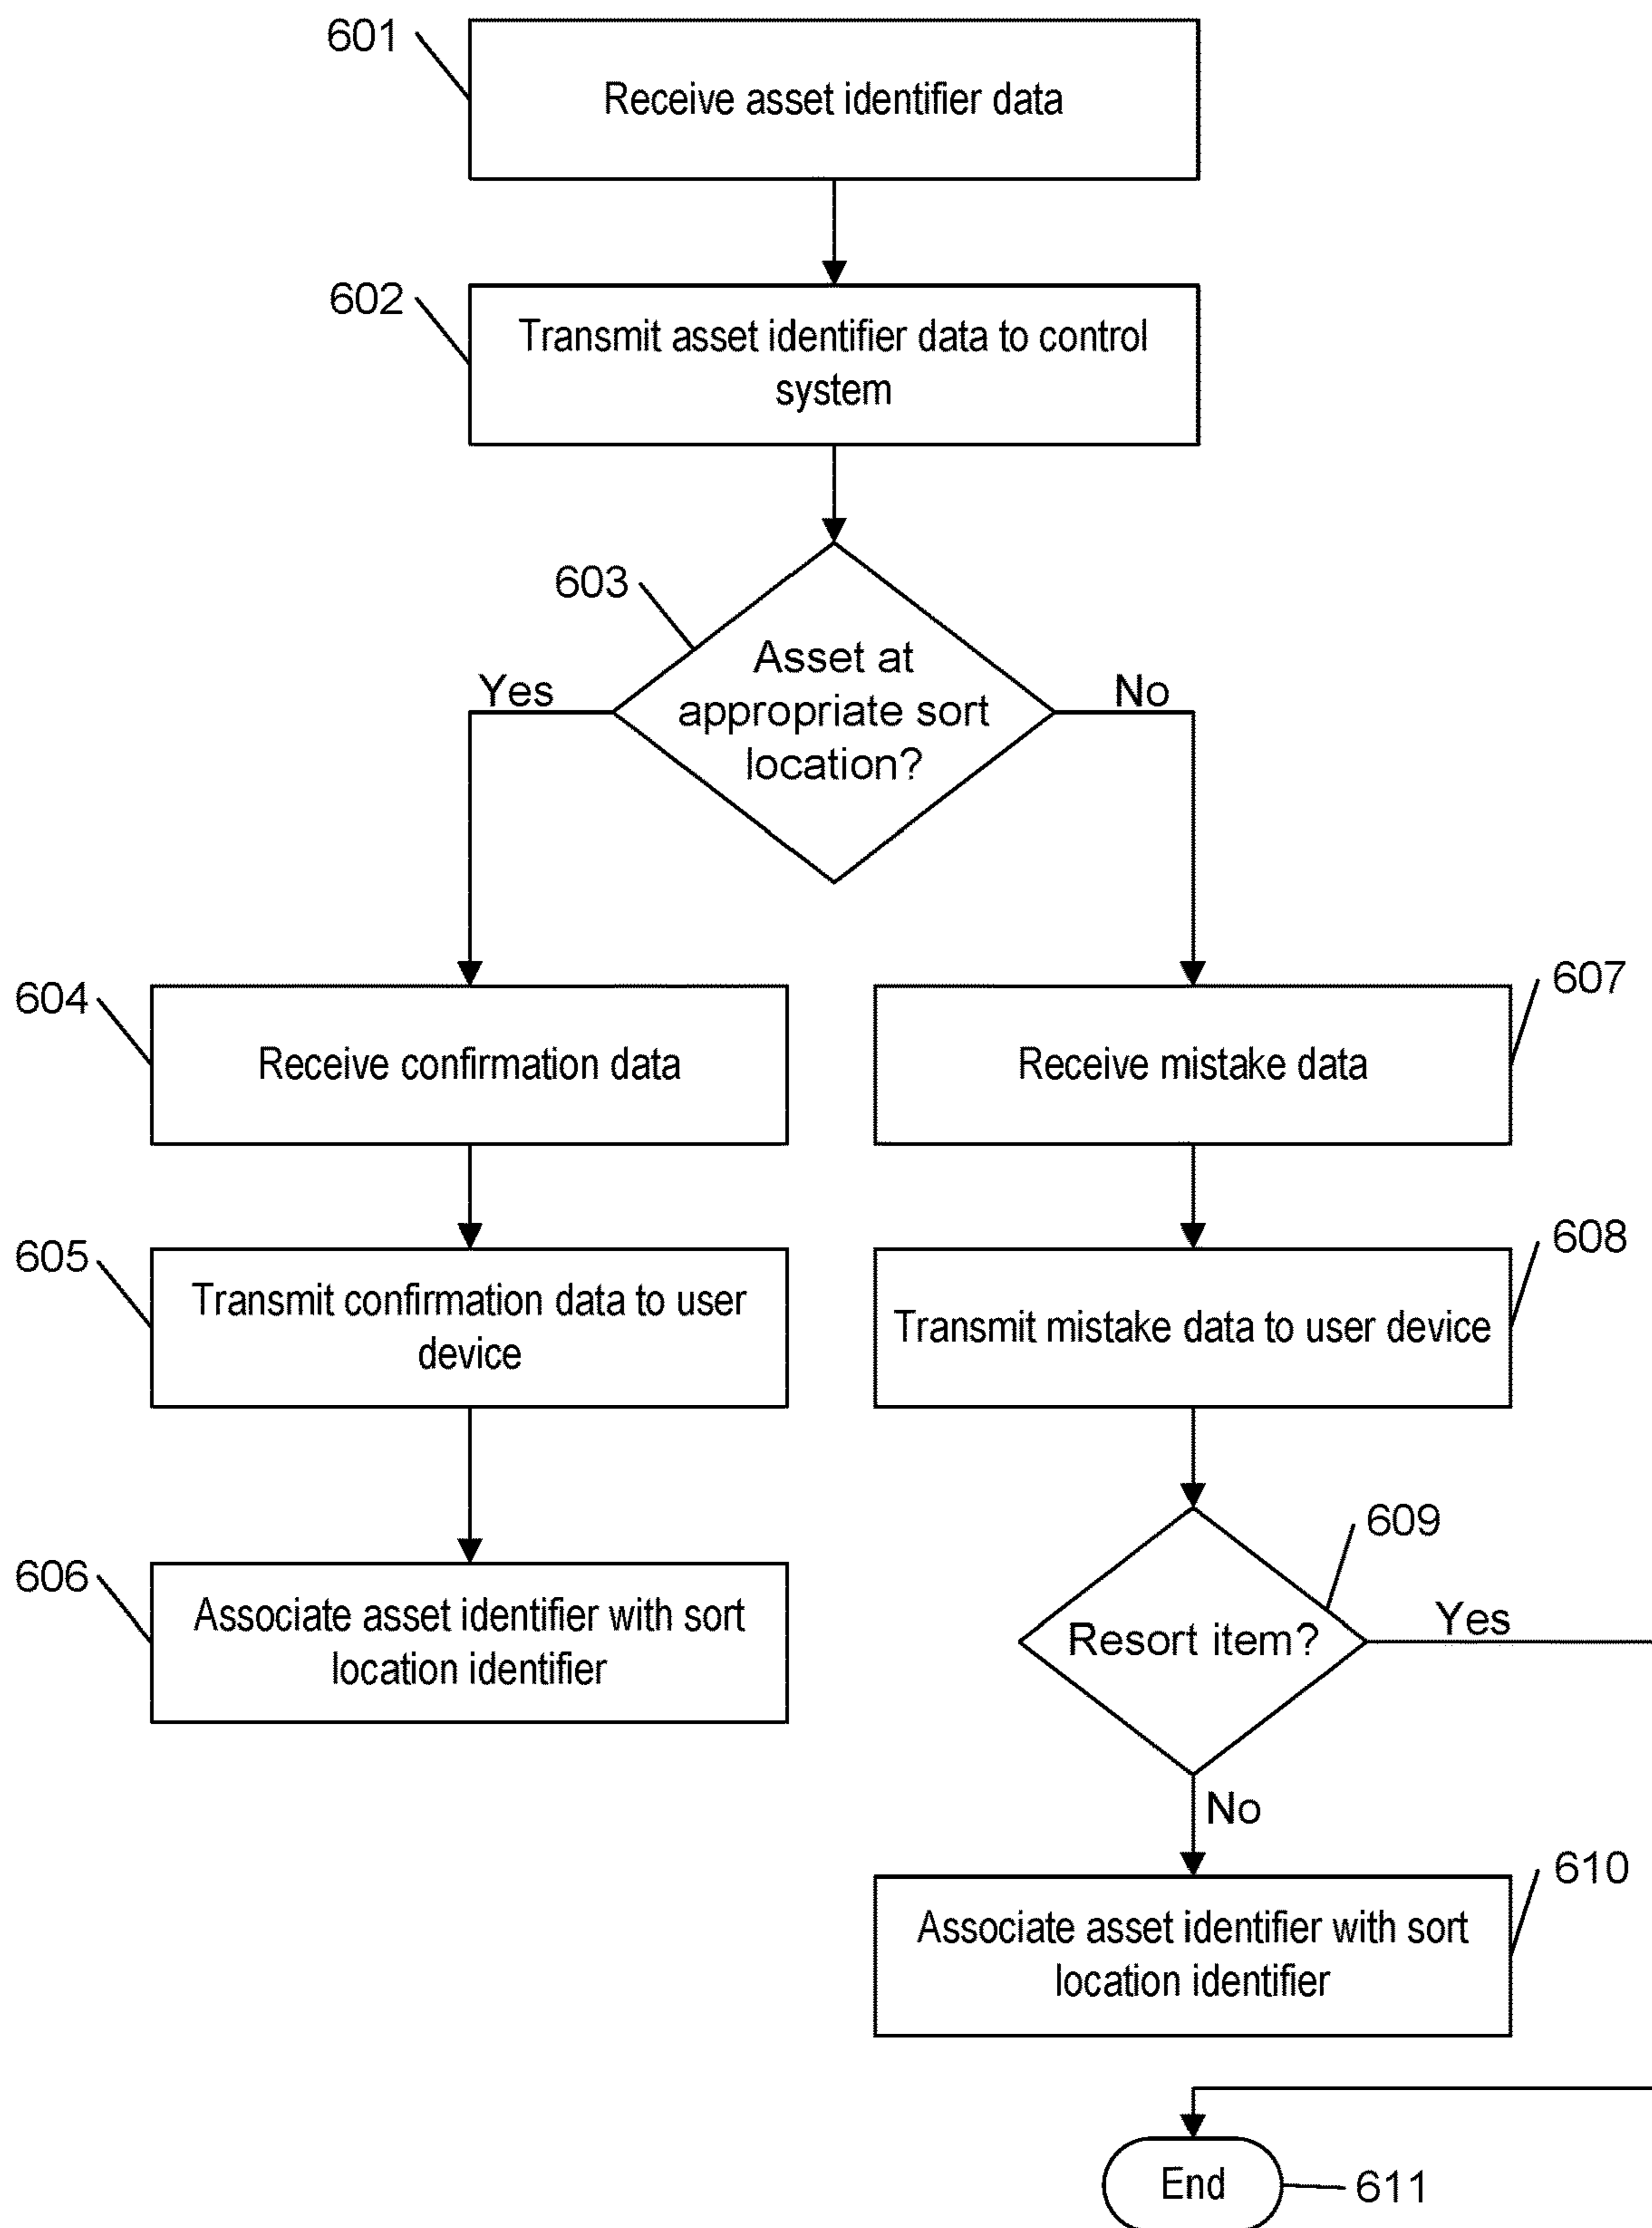 601
Receive asset identifier data
602
Transmit asset identifier data to control
system
603
Asset at
appropriate sort
location?
Yes
No
604
Receive confirmation data
607
Receive mistake data
605
Transmit confirmation data to user
device
608
Transmit mistake data to user device
606
Associate asset identifier with sort
location identifier
609
Resort item?
Yes
No
610
Associate asset identifier with sort
location identifier
End
611